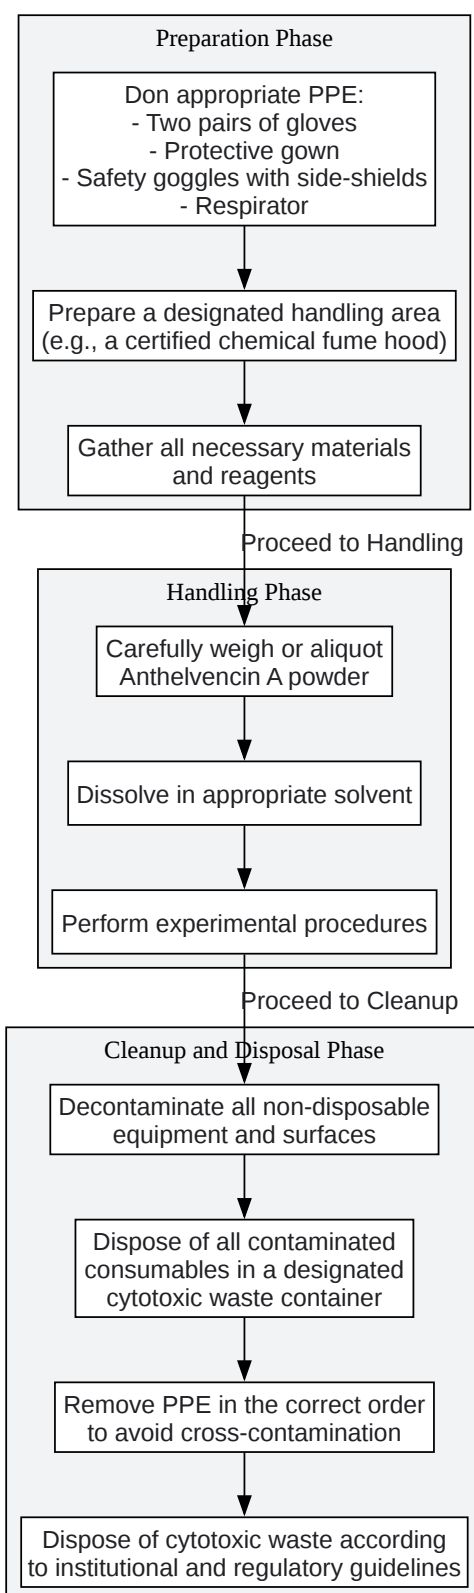 Preparation Phase
Don appropriate PPE:
- Two pairs of gloves
- Protective gown
- Safety goggles with side-shields
- Respirator
Prepare a designated handling area
(e.g., a certified chemical fume hood)
Gather all necessary materials
and reagents
Proceed to Handling
Handling Phase
Carefully weigh or aliquot
Anthelvencin A powder
Dissolve in appropriate solvent
Perform experimental procedures
Proceed to Cleanup
Cleanup and Disposal Phase
Decontaminate all non-disposable
equipment and surfaces
Dispose of all contaminated
consumables in a designated
cytotoxic waste container
Remove PPE in the correct order
to avoid cross-contamination
Dispose of cytotoxic waste according
to institutional and regulatory guidelines